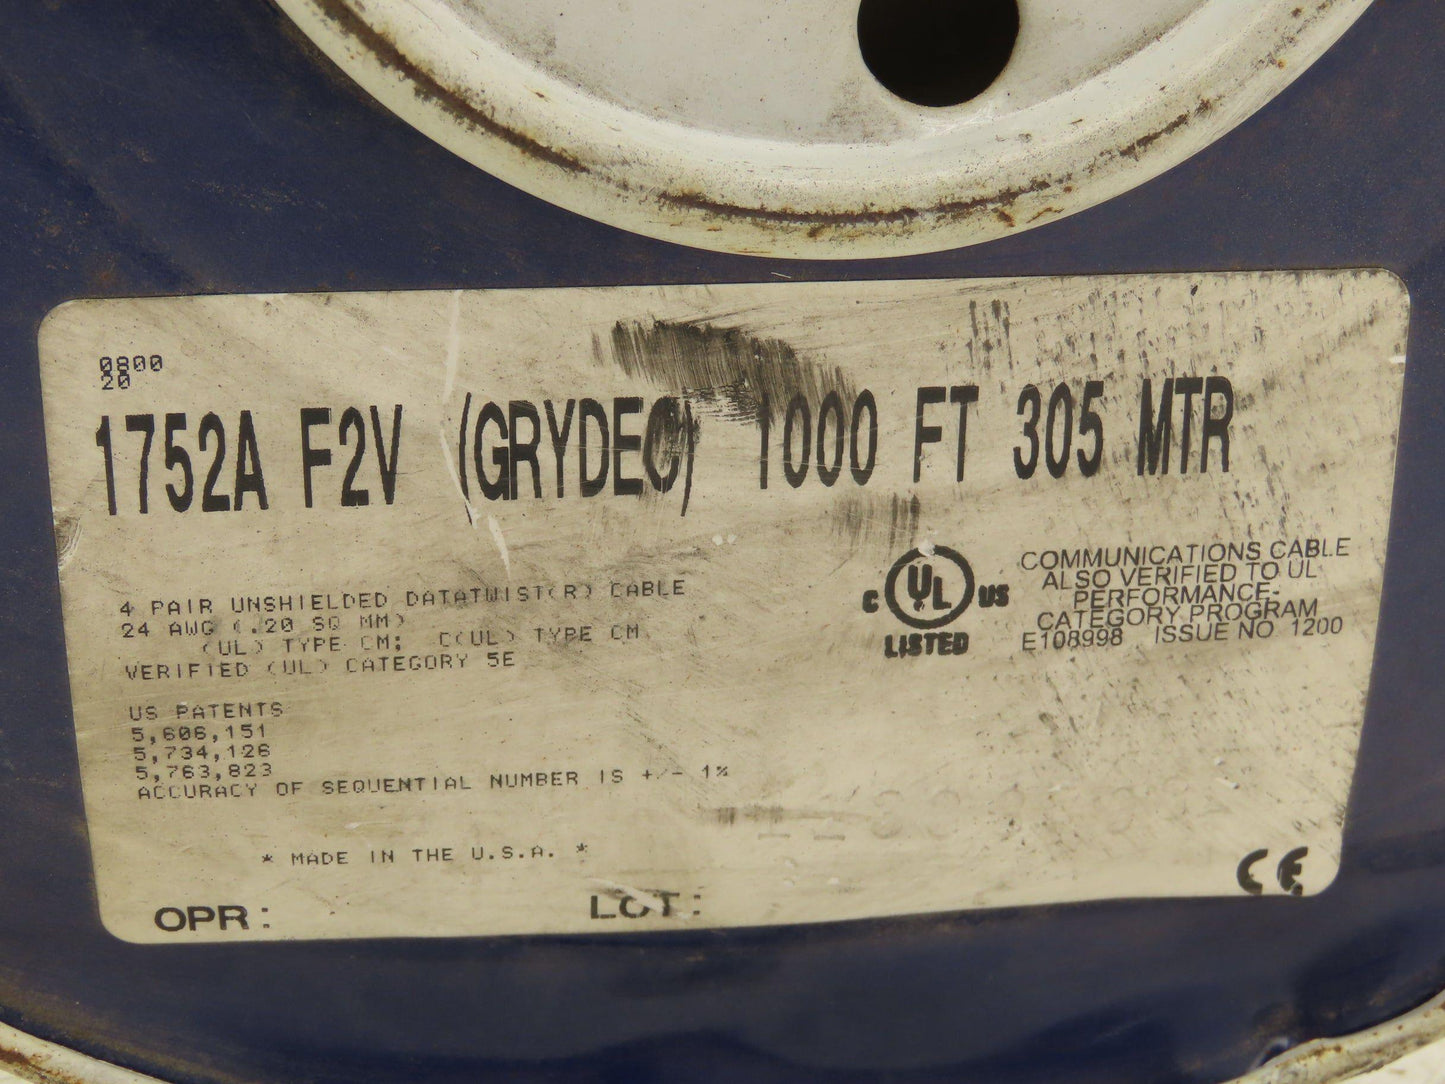 0800
20
1752A F2V (GRYDEC) 1000 FT 305 MTR
4 PAIR UNSHIELDED DATATWIST(R) CABLE
24 AWG (.20 SQ MM)
(UL) TYPE CM; C(UL) TYPE CM
VERIFIED (UL) CATEGORY 5E
US PATENTS
5,606,151
5,734,126
5,763,823
ACCURACY OF SEQUENTIAL NUMBER IS +/- 1%
* MADE IN THE U.S.A. *
OPR:
LOT:
C UL US
LISTED
COMMUNICATIONS CABLE
ALSO VERIFIED TO UL
PERFORMANCE-
CATEGORY PROGRAM
E108998 ISSUE NO 1200
CE